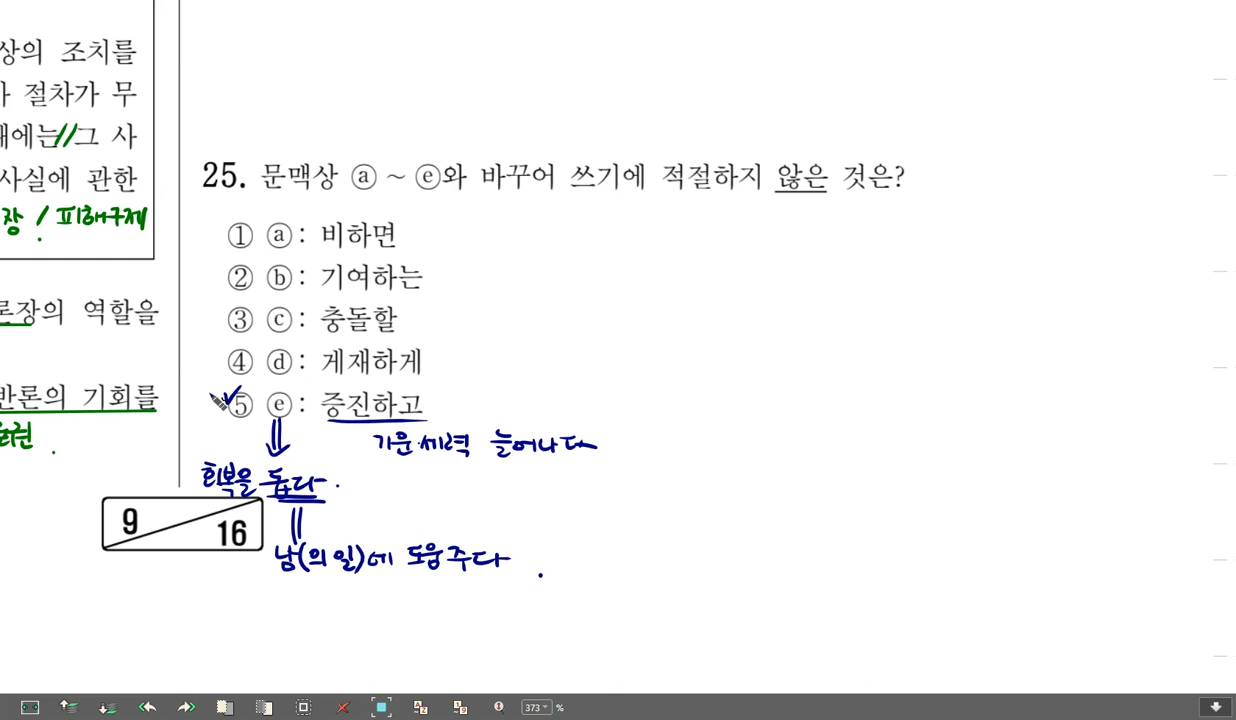 상의 조치를
절차가 무
때에는//그 사
사실에 관한
장 / 피해구제
론장의 역할을
반론의 기회를
25. 문맥상 ⓐ ~ ⓔ와 바꾸어 쓰기에 적절하지 않은 것은?
① ⓐ: 비하면
② ⓑ: 기여하는
③ ⓒ: 충돌할
④ ⓓ: 게재하게
⑤ ⓔ: 증진하고
기운·세력 늘어나다
회복을 돕다.
남(의 일)에 도움주다.
9 16
373 %